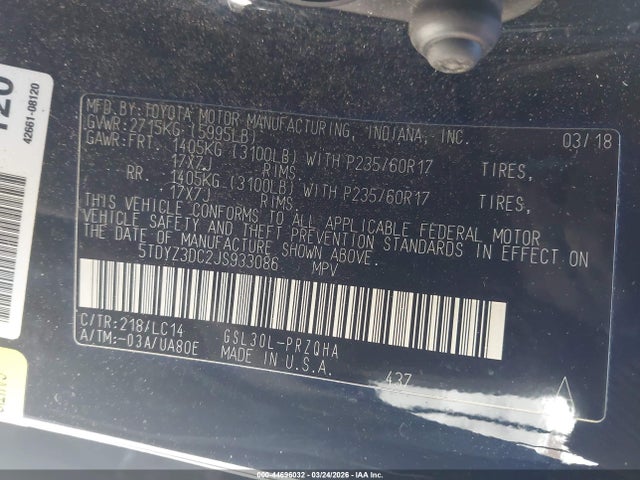 42661-08120
MFD.BY:TOYOTA MOTOR MANUFACTURING, INDIANA, INC.
GVWR:2715KG (5995LB) 03/18
GAWR:FRT. 1405KG (3100LB) WITH P235/60R17 TIRES,
17X7J RIMS.
RR. 1405KG (3100LB) WITH P235/60R17 TIRES,
17X7J RIMS.
THIS VEHICLE CONFORMS TO ALL APPLICABLE FEDERAL MOTOR
VEHICLE SAFETY AND THEFT PREVENTION STANDARDS IN EFFECT ON
THE DATE OF MANUFACTURE SHOWN ABOVE.
5TDYZ3DC2JS933086 MPV
C/TR:218/LC14 GSL30L-PRZQHA
A/TM:-03A/UA80E MADE IN U.S.A.
437
000-44696032 - 03/24/2026 - IAA Inc.